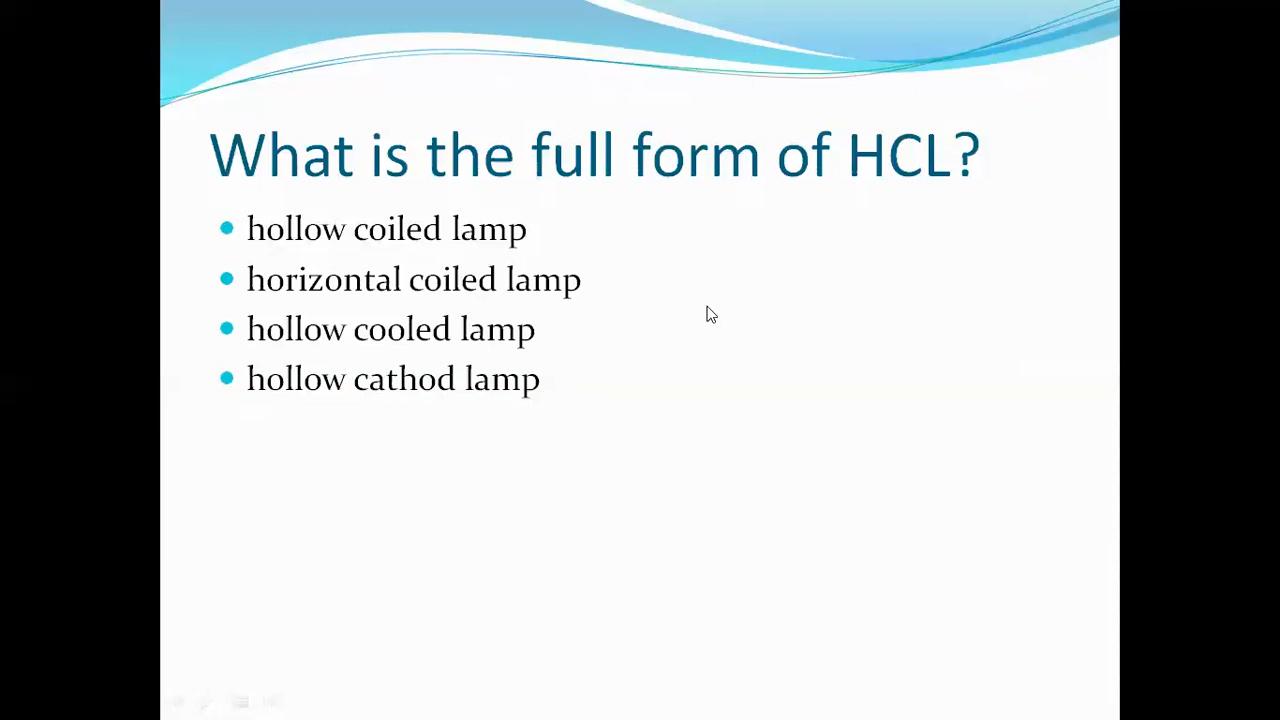 What is the full form of HCL?
hollow coiled lamp
horizontal coiled lamp
hollow cooled lamp
hollow cathod lamp